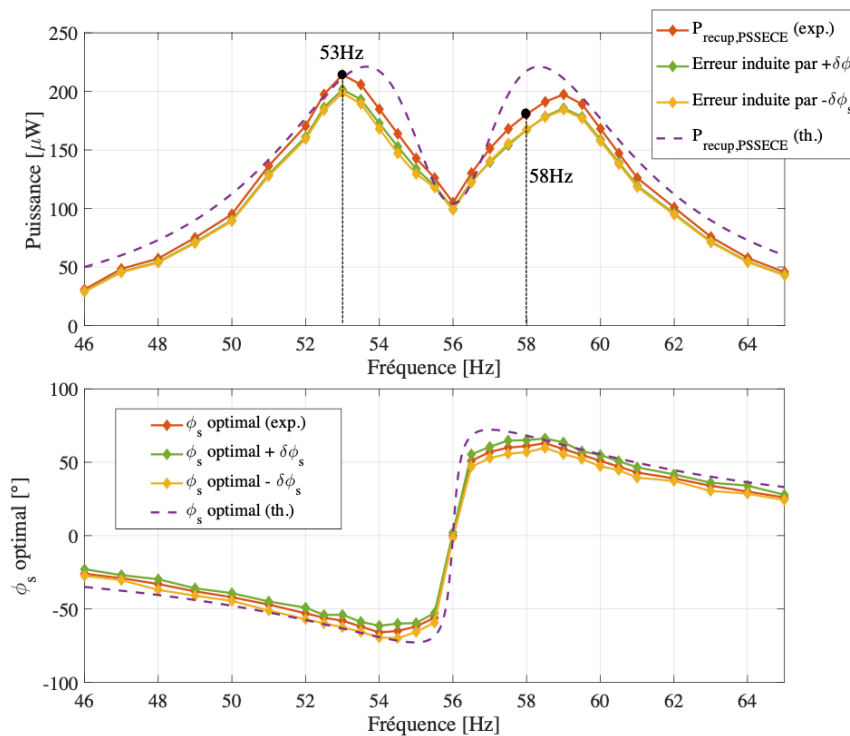 250
200
150
100
50
0
Puissance [μW]
53Hz
58Hz
P_recup,PSSECE (exp.)
Erreur induite par +δϕ
Erreur induite par -δϕ_s
P_recup,PSSECE (th.)
46 48 50 52 54 56 58 60 62 64
Fréquence [Hz]
100
50
0
-50
-100
ϕ_s optimal [°]
ϕ_s optimal (exp.)
ϕ_s optimal + δϕ_s
ϕ_s optimal - δϕ_s
ϕ_s optimal (th.)
46 48 50 52 54 56 58 60 62 64
Fréquence [Hz]